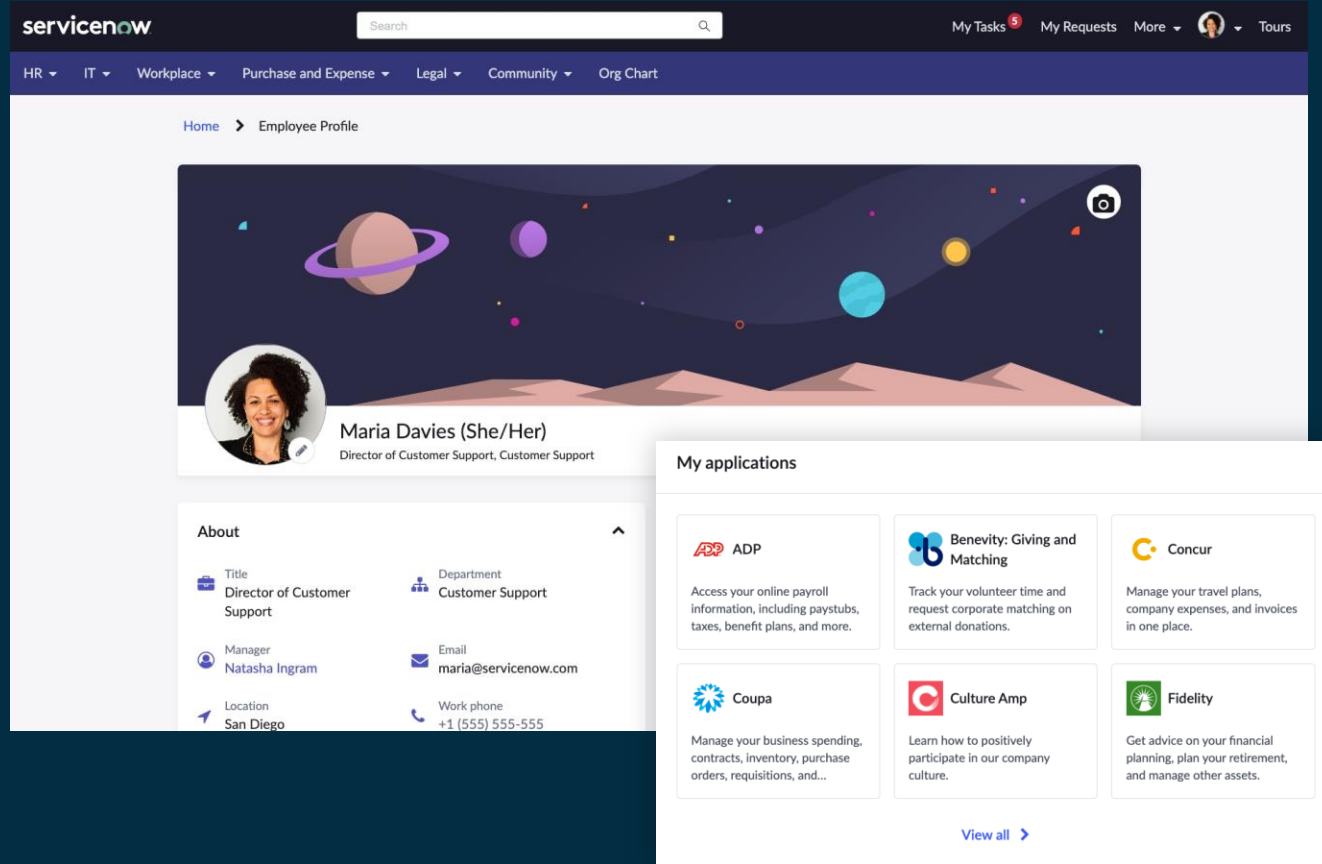 servicenow
Search
My Tasks 5 My Requests More Tours
HR IT Workplace Purchase and Expense Legal Community Org Chart
Home > Employee Profile
Maria Davies (She/Her)
Director of Customer Support, Customer Support
About
Title
Director of Customer
Support
Department
Customer Support
Manager
Natasha Ingram
Email
maria@servicenow.com
Location
San Diego
Work phone
+1 (555) 555-555
My applications
ADP
Access your online payroll
information, including paystubs,
taxes, benefit plans, and more.
Benevity: Giving and
Matching
Track your volunteer time and
request corporate matching on
external donations.
Concur
Manage your travel plans,
company expenses, and invoices
in one place.
Coupa
Manage your business spending,
contracts, inventory, purchase
orders, requisitions, and...
Culture Amp
Learn how to positively
participate in our company
culture.
Fidelity
Get advice on your financial
planning, plan your retirement,
and manage other assets.
View all >